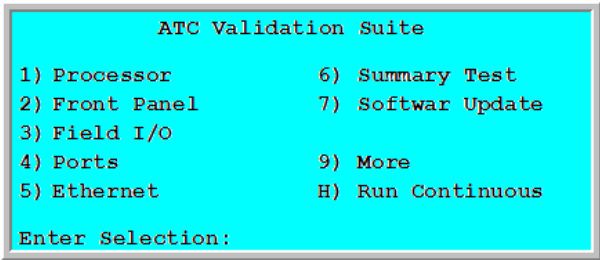 ATC Validation Suite
1) Processor 6) Summary Test
2) Front Panel 7) Softwar Update
3) Field I/O
4) Ports 9) More
5) Ethernet H) Run Continuous
Enter Selection: